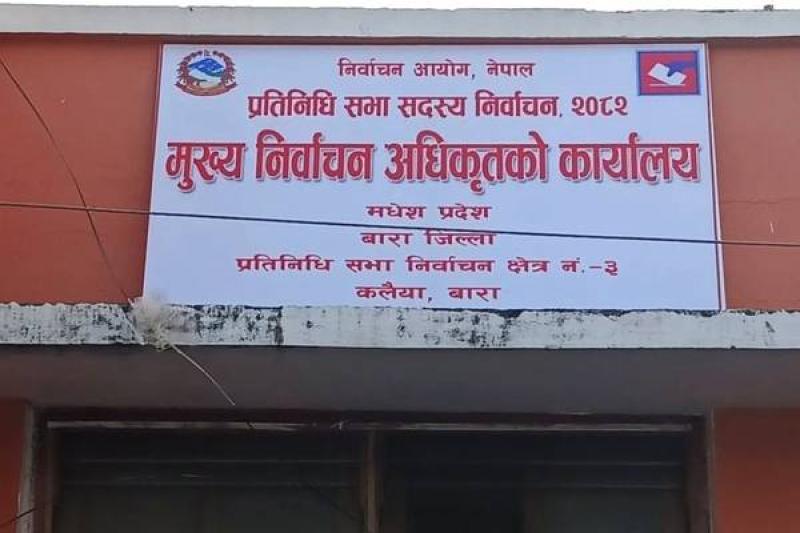 निर्वाचन आयोग, नेपाल
प्रतिनिधि सभा सदस्य निर्वाचन, २०८२
मुख्य निर्वाचन अधिकृतको कार्यालय
मधेश प्रदेश
बारा जिल्ला
प्रतिनिधि सभा निर्वाचन क्षेत्र नं.-३
कलैया, बारा